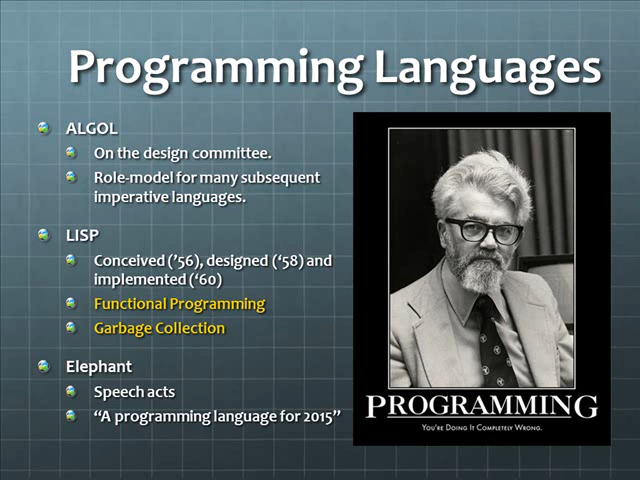 Programming Languages
ALGOL
On the design committee.
Role-model for many subsequent
imperative languages.
LISP
Conceived (’56), designed (‘58) and
implemented (‘60)
Functional Programming
Garbage Collection
Elephant
Speech acts
“A programming language for 2015”
PROGRAMMING
YOU'RE DOING IT COMPLETELY WRONG.